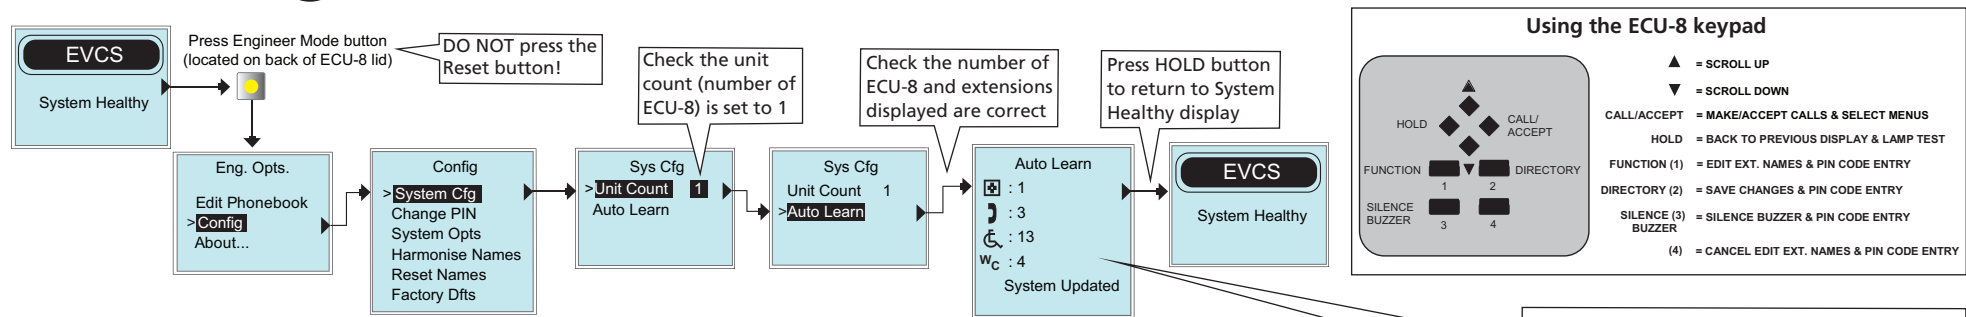 EVCS
System Healthy
Press Engineer Mode button
(located on back of ECU-8 lid)
DO NOT press the
Reset button!
Eng. Opts.
Edit Phonebook
>Config
About...
Config
>System Cfg
Change PIN
System Opts
Harmonise Names
Reset Names
Factory Dfts
Check the unit
count (number of
ECU-8) is set to 1
Sys Cfg
>Unit Count 1
Auto Learn
Sys Cfg
Unit Count 1
>Auto Learn
Check the number of
ECU-8 and extensions
displayed are correct
Auto Learn
: 1
: 3
: 13
WC : 4
System Updated
Press HOLD button
to return to System
Healthy display
EVCS
System Healthy
Using the ECU-8 keypad
HOLD
CALL/
ACCEPT
FUNCTION
DIRECTORY
1 2
SILENCE
BUZZER
3 4
▲ = SCROLL UP
▼ = SCROLL DOWN
CALL/ACCEPT = MAKE/ACCEPT CALLS & SELECT MENUS
HOLD = BACK TO PREVIOUS DISPLAY & LAMP TEST
FUNCTION (1) = EDIT EXT. NAMES & PIN CODE ENTRY
DIRECTORY (2) = SAVE CHANGES & PIN CODE ENTRY
SILENCE (3) = SILENCE BUZZER & PIN CODE ENTRY
BUZZER
(4) = CANCEL EDIT EXT. NAMES & PIN CODE ENTRY